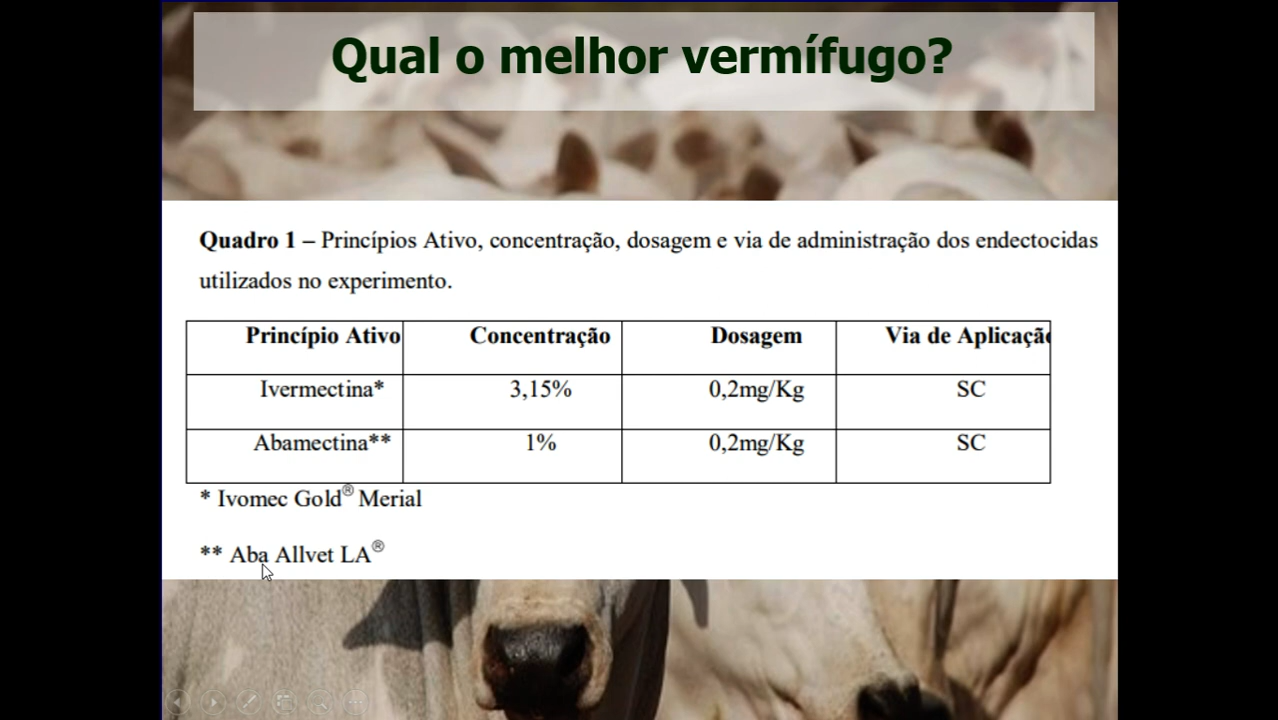 Qual o melhor vermífugo?
Quadro 1 – Princípios Ativo, concentração, dosagem e via de administração dos endectocidas
utilizados no experimento.
Princípio Ativo Concentração Dosagem Via de Aplicação
Ivermectina* 3,15% 0,2mg/Kg SC
Abamectina** 1% 0,2mg/Kg SC
* Ivomec Gold® Merial
** Aba Allvet LA®